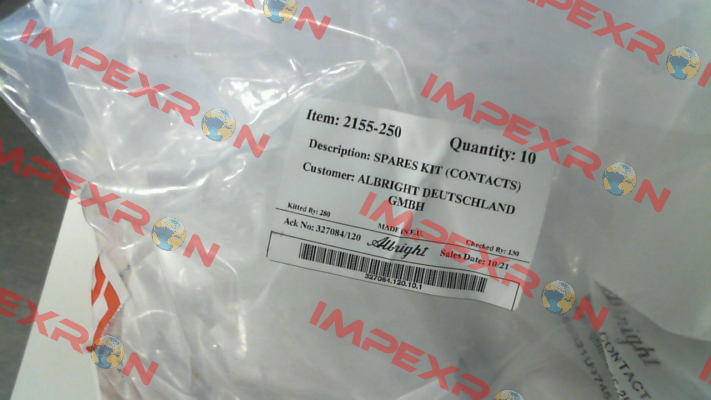 Item: 2155-250
Quantity: 10
Description: SPARES KIT (CONTACTS)
Customer: ALBRIGHT DEUTSCHLAND
GMBH
Kitted By: 280
MADE IN E.U.
Checked By: 130
Ack No: 327084/120
Albright
Sales Date: 10/21
327084.120.10.1
Albright
CONTACT
IMPEXRON
IMPEXRON
IMPEXRON
IMPEXRON
IMPEXRON
IMPEXRON